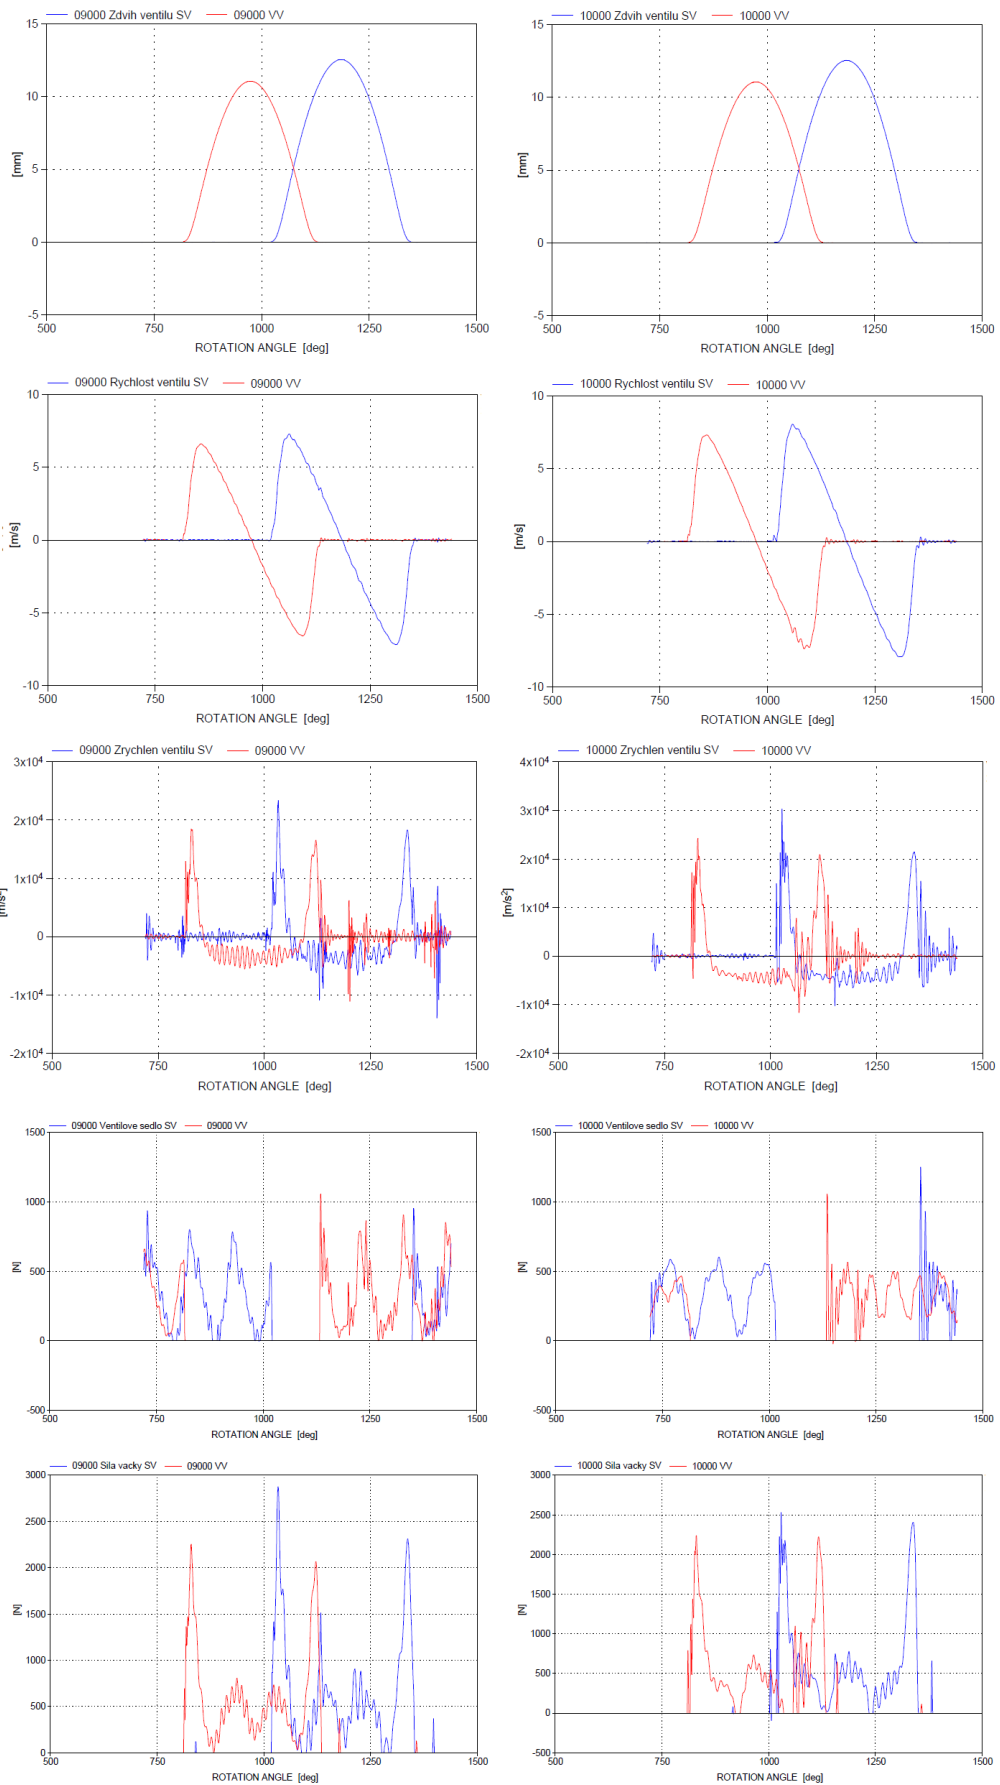 09000 Zdvih ventilu SV 09000 VV
15
10
5
0
-5
[mm]
500 750 1000 1250 1500
ROTATION ANGLE [deg]
10000 Zdvih ventilu SV 10000 VV
15
10
5
0
-5
[mm]
500 750 1000 1250 1500
ROTATION ANGLE [deg]
09000 Rychlost ventilu SV 09000 VV
10
5
0
-5
-10
[m/s]
500 750 1000 1250 1500
ROTATION ANGLE [deg]
10000 Rychlost ventilu SV 10000 VV
10
5
0
-5
-10
[m/s]
500 750 1000 1250 1500
ROTATION ANGLE [deg]
09000 Zrychlen ventilu SV 09000 VV
3x10⁴
2x10⁴
1x10⁴
0
-1x10⁴
-2x10⁴
[m/s²]
500 750 1000 1250 1500
ROTATION ANGLE [deg]
10000 Zrychlen ventilu SV 10000 VV
4x10⁴
3x10⁴
2x10⁴
1x10⁴
0
-1x10⁴
-2x10⁴
[m/s²]
500 750 1000 1250 1500
ROTATION ANGLE [deg]
09000 Ventilove sedlo SV 09000 VV
1500
1000
500
0
-500
[N]
500 750 1000 1250 1500
ROTATION ANGLE [deg]
10000 Ventilove sedlo SV 10000 VV
1500
1000
500
0
-500
[N]
500 750 1000 1250 1500
ROTATION ANGLE [deg]
09000 Sila vacky SV 09000 VV
3000
2500
2000
1500
1000
500
0
[N]
500 750 1000 1250 1500
ROTATION ANGLE [deg]
10000 Sila vacky SV 10000 VV
3000
2500
2000
1500
1000
500
0
-500
[N]
500 750 1000 1250 1500
ROTATION ANGLE [deg]